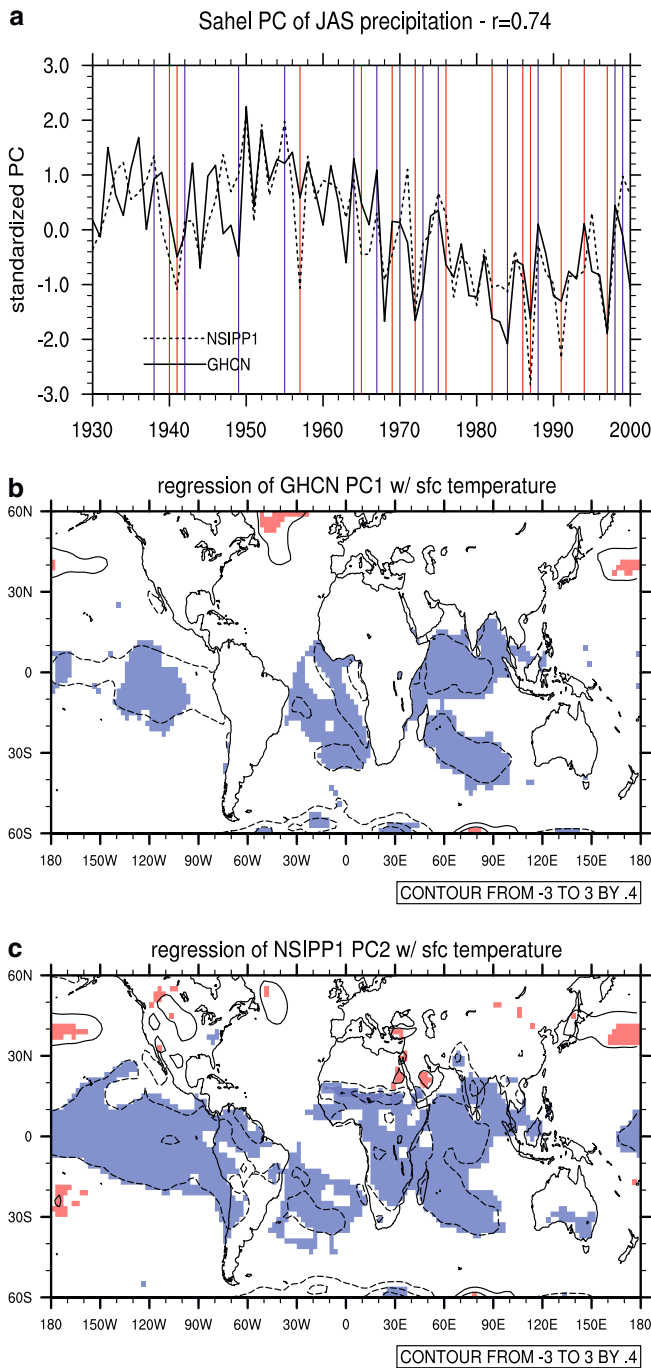 a
Sahel PC of JAS precipitation - r=0.74
standardized PC
3.0
2.0
1.0
0.0
-1.0
-2.0
-3.0
NSIPP1
GHCN
1930 1940 1950 1960 1970 1980 1990 2000
b
regression of GHCN PC1 w/ sfc temperature
60N
30N
0
30S
60S
180 150W 120W 90W 60W 30W 0 30E 60E 90E 120E 150E 180
CONTOUR FROM -3 TO 3 BY .4
c
regression of NSIPP1 PC2 w/ sfc temperature
60N
30N
0
30S
60S
180 150W 120W 90W 60W 30W 0 30E 60E 90E 120E 150E 180
CONTOUR FROM -3 TO 3 BY .4